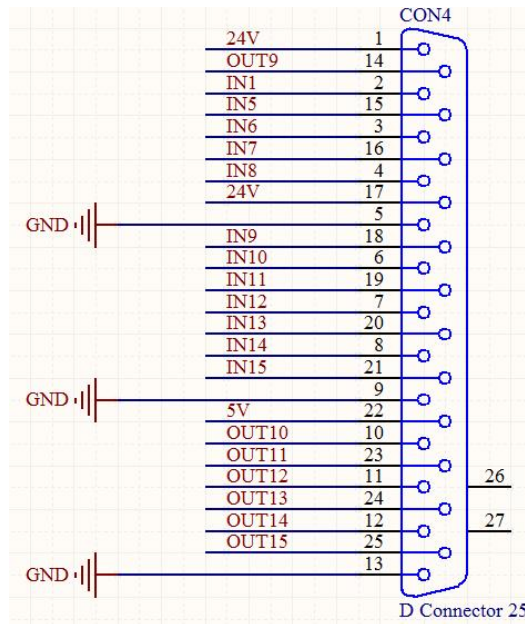 CON4
24V 1
OUT9 14
IN1 2
IN5 15
IN6 3
IN7 16
IN8 4
24V 17
GND 5
IN9 18
IN10 6
IN11 19
IN12 7
IN13 20
IN14 8
IN15 21
GND 9
5V 22
OUT10 10
OUT11 23
OUT12 11 26
OUT13 24
OUT14 12 27
OUT15 25
GND 13
D Connector 25